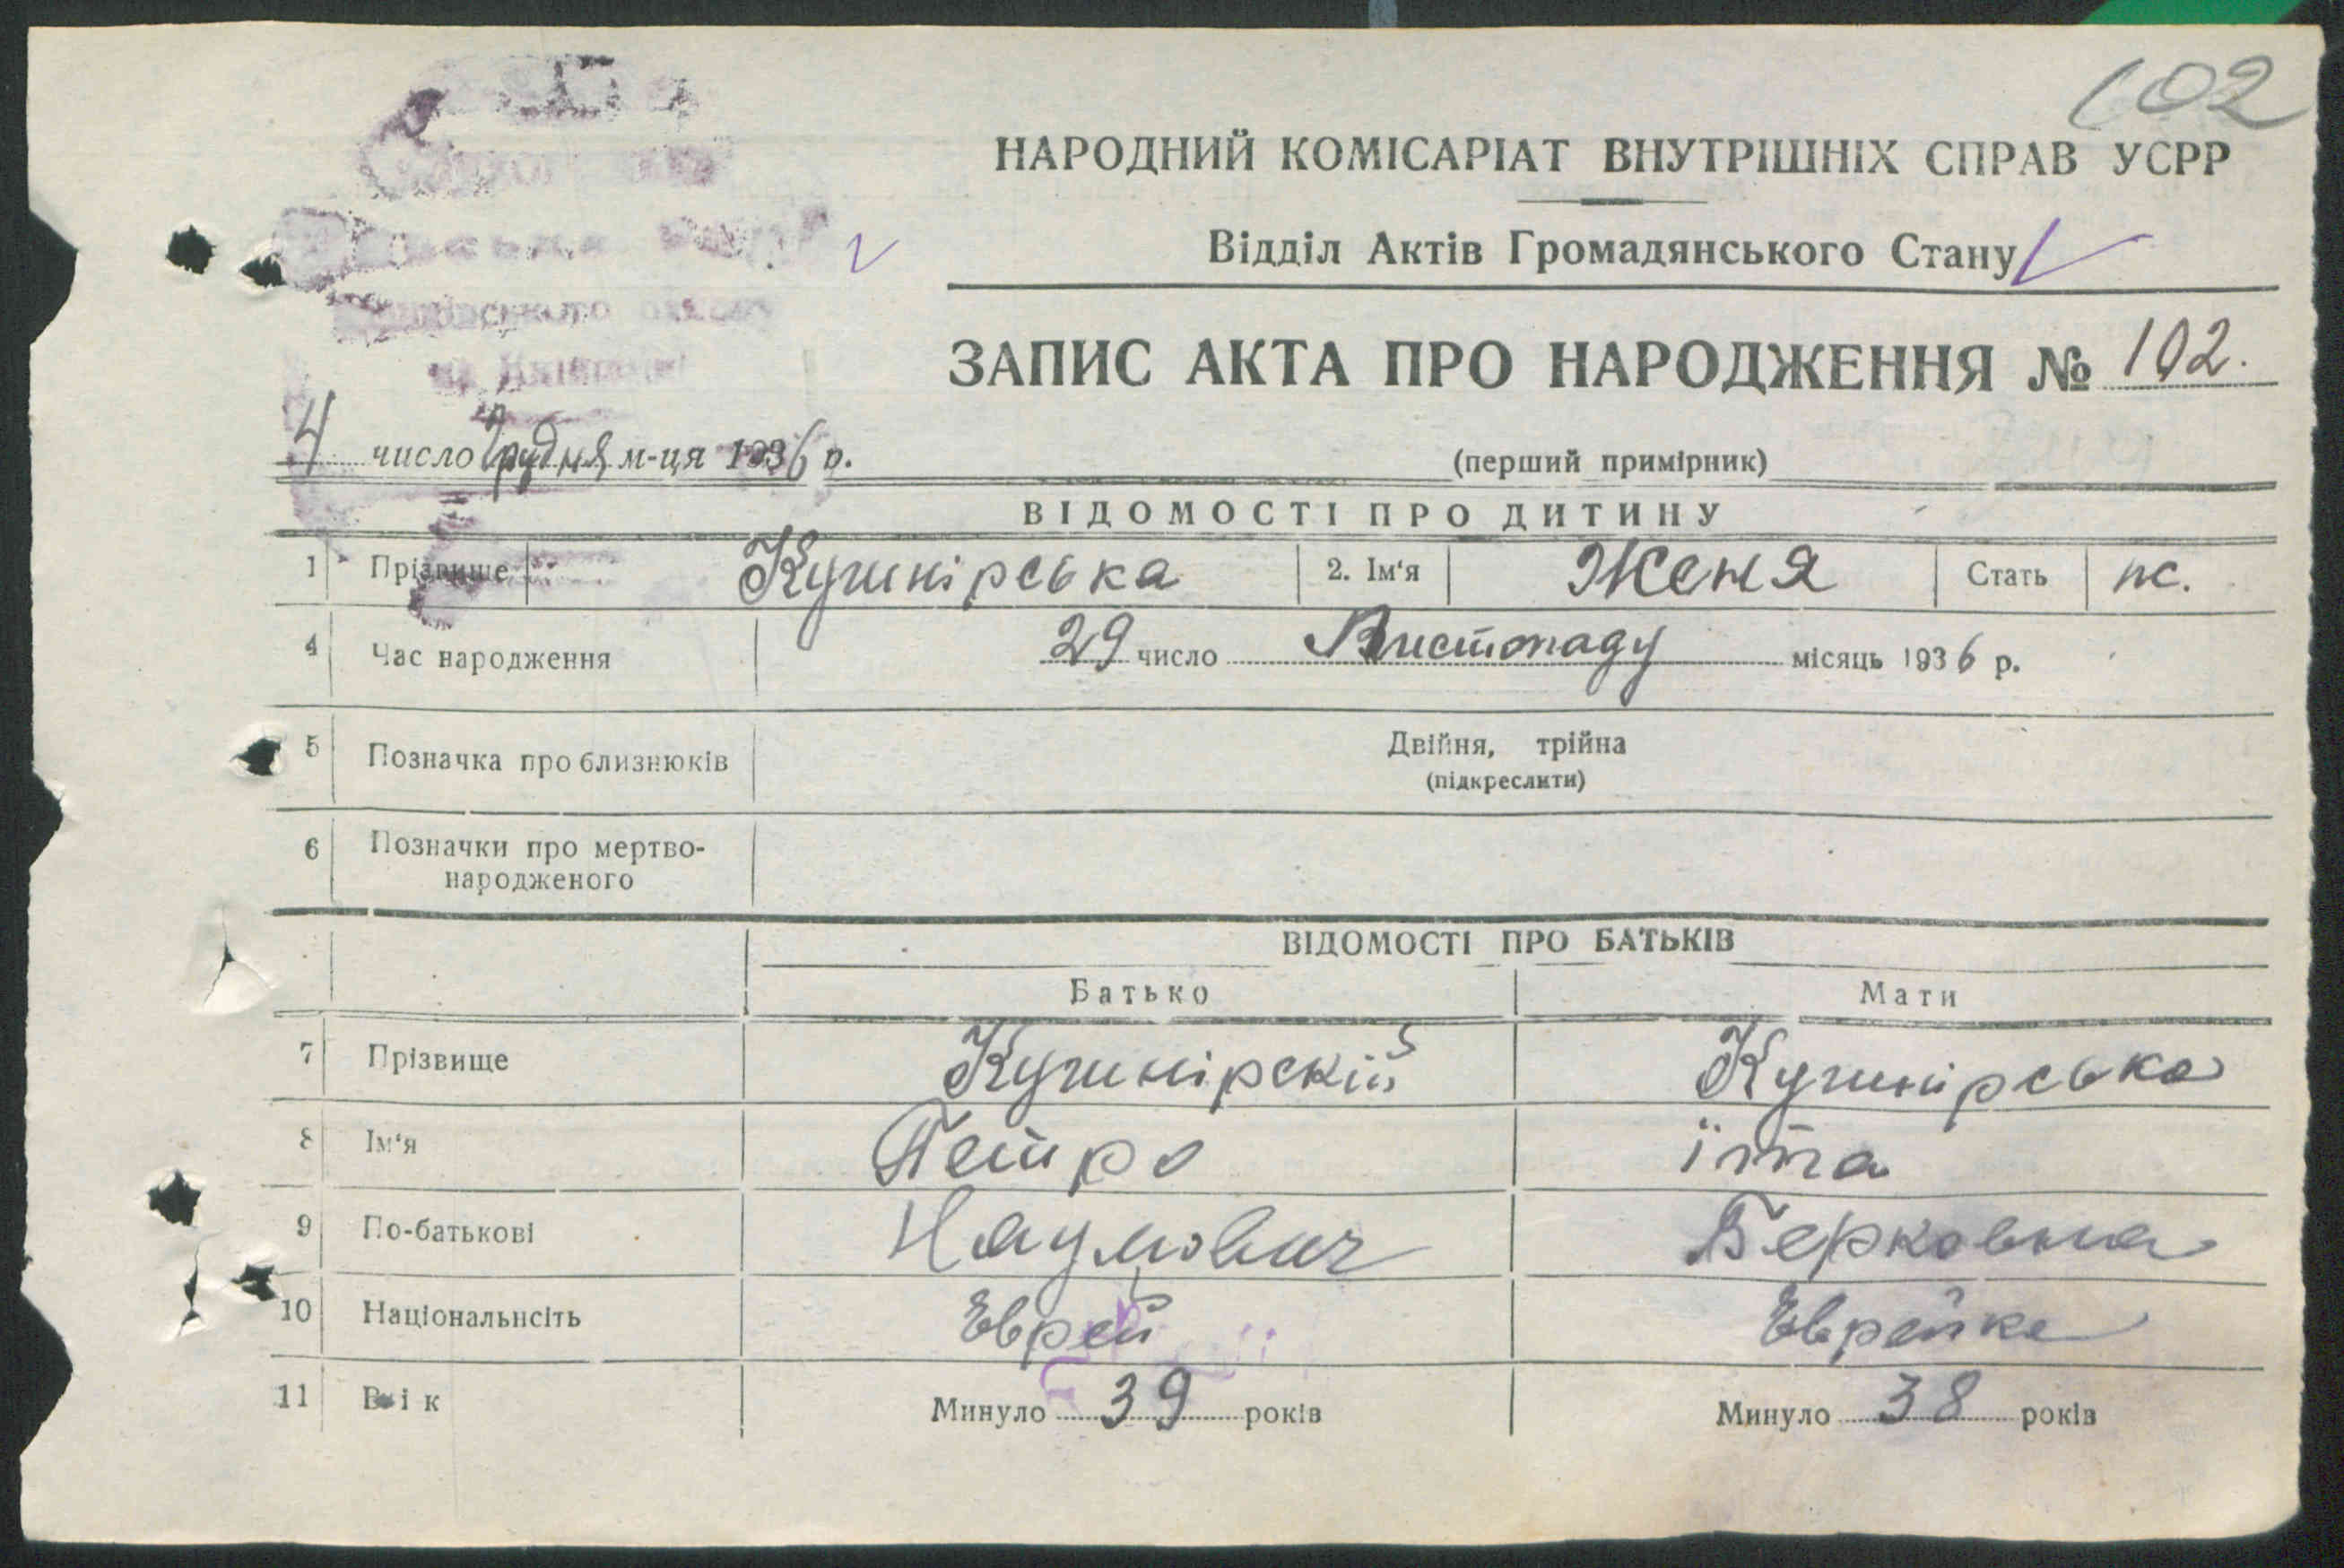 102
НАРОДНИЙ КОМІСАРІАТ ВНУТРІШНІХ СПРАВ УСРР
Відділ Актів Громадянського Стану
ЗАПИС АКТА ПРО НАРОДЖЕННЯ № 102.
4 число грудня м-ця 1936 р.
(перший примірник)
ВІДОМОСТІ ПРО ДИТИНУ
1 Прізвище Кушнірська 2. Ім'я Женя Стать ж.
4 Час народження 29 число Листопаду місяць 1936 р.
5 Позначка про близнюків Двійня, трійна
(підкреслити)
6 Позначки про мертво-
народженого
ВІДОМОСТІ ПРО БАТЬКІВ
Батько Мати
7 Прізвище Кушнірскій Кушнірська
8 Ім'я Петро Їта
9 По-батькові Наумович Берковна
10 Національнсіть Еврей Еврейка
11 Вік Минуло 39 років Минуло 38 років